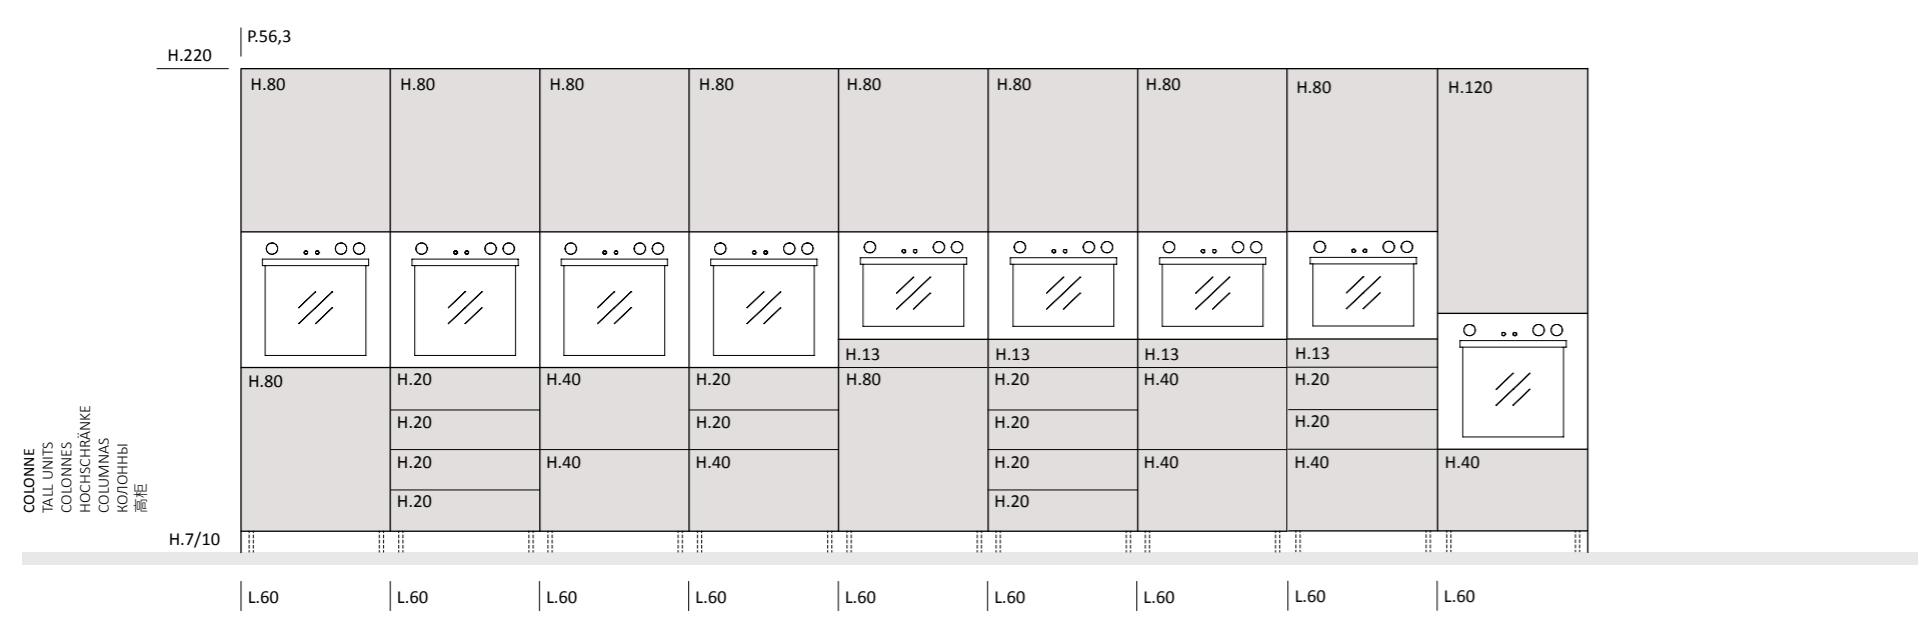 P.56,3
H.220
H.80 H.80 H.80 H.80 H.80 H.80 H.80 H.80 H.120
H.13 H.13 H.13 H.13
H.80 H.20 H.40 H.20 H.80 H.20 H.40 H.20
H.20 H.20 H.20 H.20
H.20 H.40 H.40 H.20 H.40 H.40 H.40
H.20 H.20
H.7/10
L.60 L.60 L.60 L.60 L.60 L.60 L.60 L.60 L.60
COLONNE
TALL UNITS
COLONNES
HOCHSCHRÄNKE
COLUMNAS
КОЛОННЫ
高柜